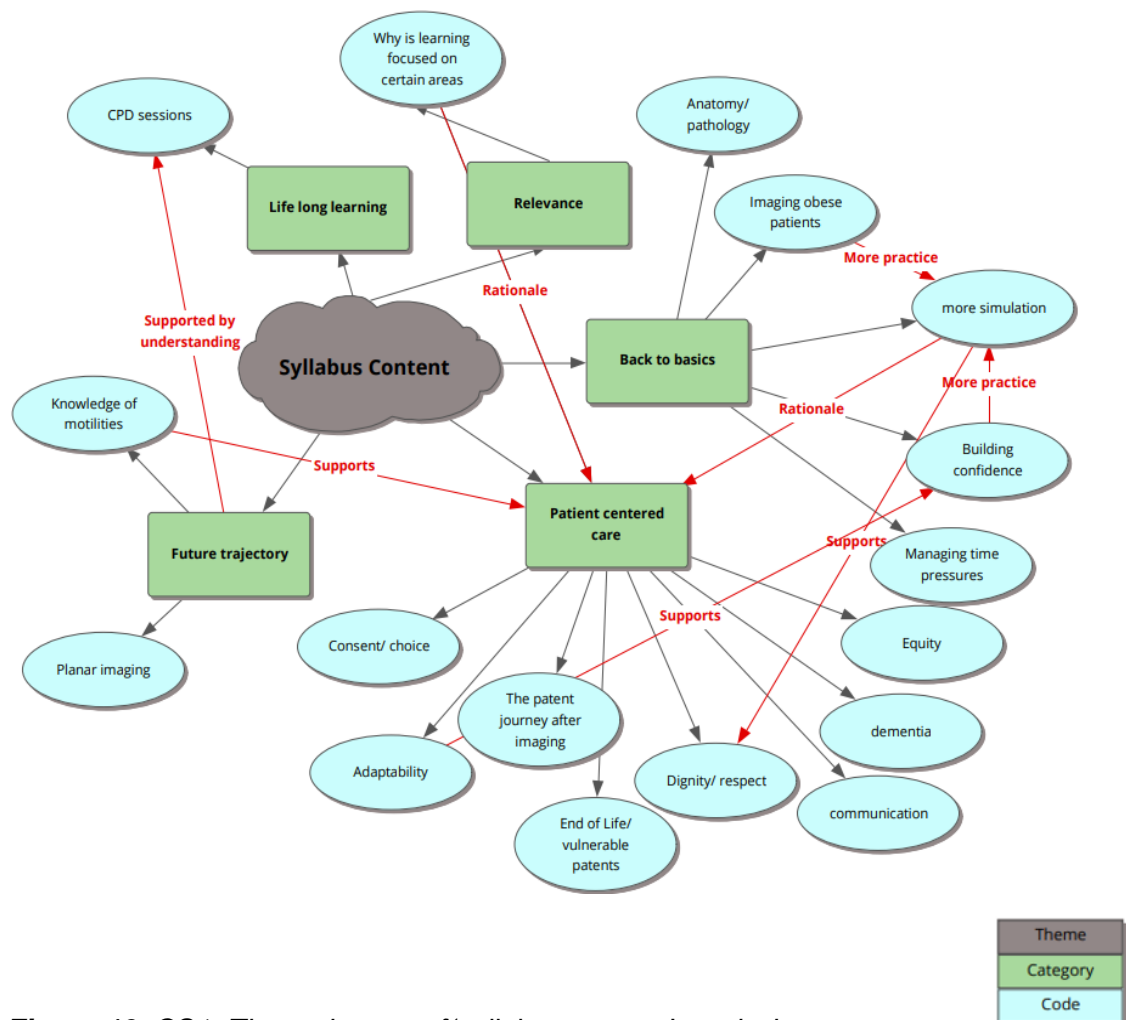 Why is learning
focused on
certain areas
CPD sessions
Anatomy/
pathology
Life long learning
Relevance
Imaging obese
patients
More practice
Rationale
more simulation
Supported by
understanding
Syllabus Content
Back to basics
More practice
Knowledge of
motilities
Rationale
Supports
Building
confidence
Patient centered
care
Future trajectory
Supports
Managing time
pressures
Supports
Consent/ choice
Equity
Planar imaging
The patent
journey after
imaging
dementia
Adaptability
Dignity/ respect
communication
End of Life/
vulnerable
patents
Theme
Category
Code